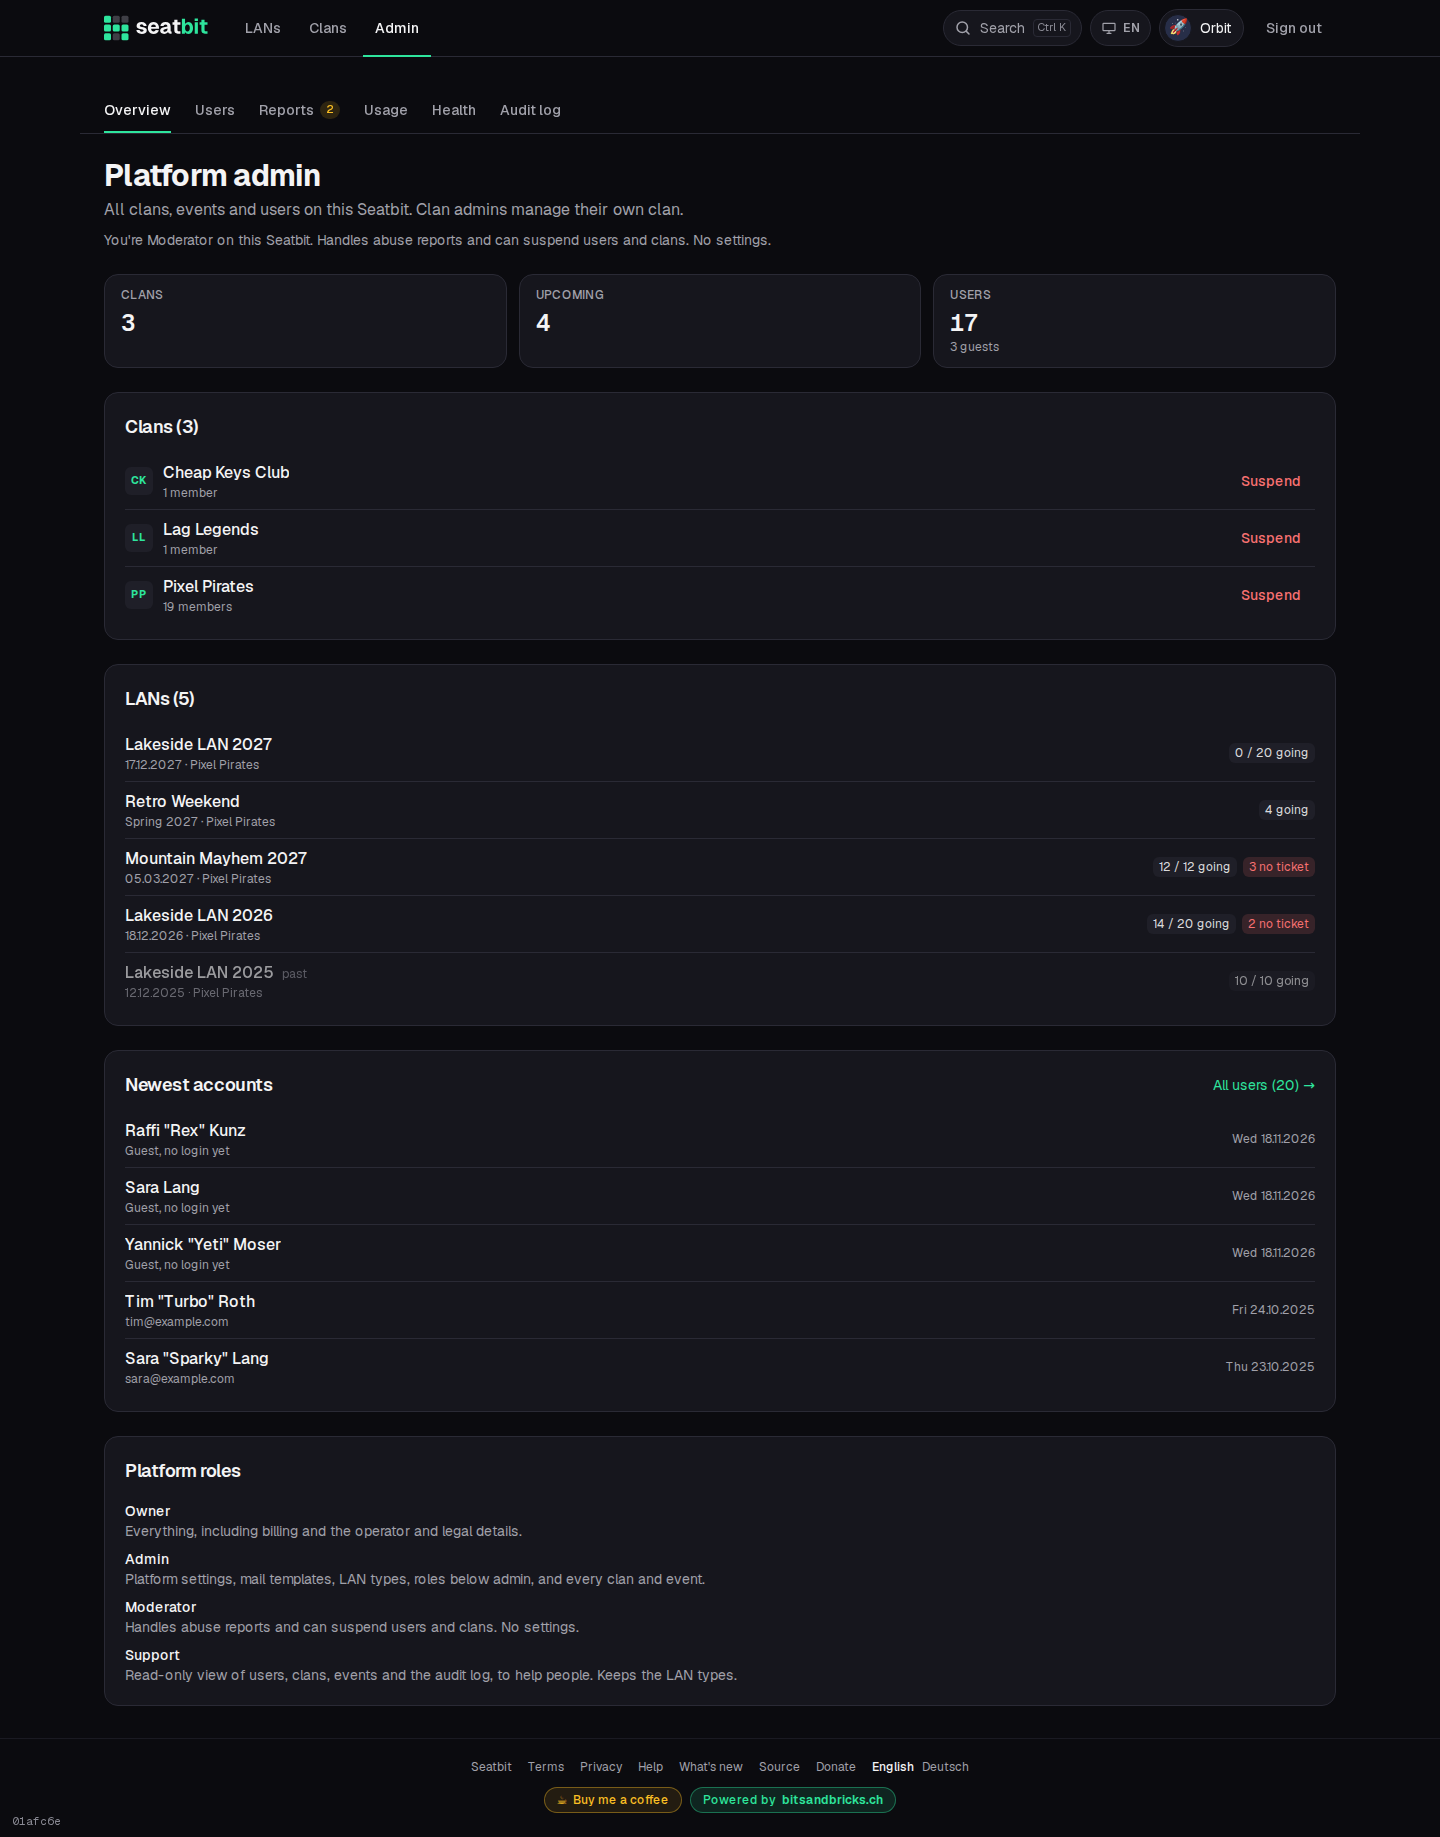 seatbit LANs Clans Admin Search Ctrl K EN Orbit Sign out
Overview Users Reports 2 Usage Health Audit log
Platform admin
All clans, events and users on this Seatbit. Clan admins manage their own clan.
You're Moderator on this Seatbit. Handles abuse reports and can suspend users and clans. No settings.
CLANS
3
UPCOMING
4
USERS
17
3 guests
Clans (3)
CK Cheap Keys Club
1 member
Suspend
LL Lag Legends
1 member
Suspend
PP Pixel Pirates
19 members
Suspend
LANs (5)
Lakeside LAN 2027
17.12.2027 · Pixel Pirates
0 / 20 going
Retro Weekend
Spring 2027 · Pixel Pirates
4 going
Mountain Mayhem 2027
05.03.2027 · Pixel Pirates
12 / 12 going 3 no ticket
Lakeside LAN 2026
18.12.2026 · Pixel Pirates
14 / 20 going 2 no ticket
Lakeside LAN 2025 past
12.12.2025 · Pixel Pirates
10 / 10 going
Newest accounts All users (20) →
Raffi "Rex" Kunz
Guest, no login yet
Wed 18.11.2026
Sara Lang
Guest, no login yet
Wed 18.11.2026
Yannick "Yeti" Moser
Guest, no login yet
Wed 18.11.2026
Tim "Turbo" Roth
tim@example.com
Fri 24.10.2025
Sara "Sparky" Lang
sara@example.com
Thu 23.10.2025
Platform roles
Owner
Everything, including billing and the operator and legal details.
Admin
Platform settings, mail templates, LAN types, roles below admin, and every clan and event.
Moderator
Handles abuse reports and can suspend users and clans. No settings.
Support
Read-only view of users, clans, events and the audit log, to help people. Keeps the LAN types.
Seatbit Terms Privacy Help What's new Source Donate English Deutsch
Buy me a coffee Powered by bitsandbricks.ch
01afc6e